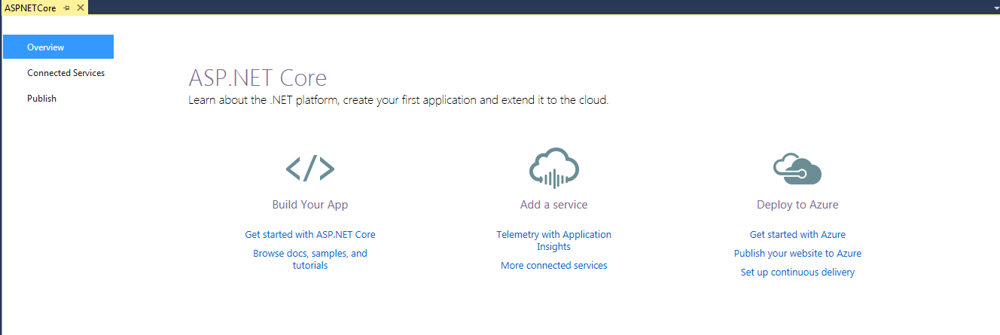 ASPNETCore
Overview
Connected Services
Publish
ASP.NET Core
Learn about the .NET platform, create your first application and extend it to the cloud.
Build Your App
Get started with ASP.NET Core
Browse docs, samples, and
tutorials
Add a service
Telemetry with Application
Insights
More connected services
Deploy to Azure
Get started with Azure
Publish your website to Azure
Set up continuous delivery